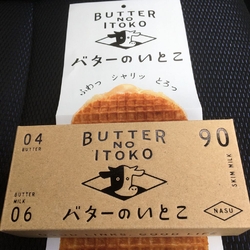 BUTTER
NO
ITOKO
バターのいとこ
ふわっ シャリッ とろっ
04
BUTTER
BUTTER
NO
ITOKO
90
SKIM MILK
BUTTER
MILK
06
バターのいとこ
NASU